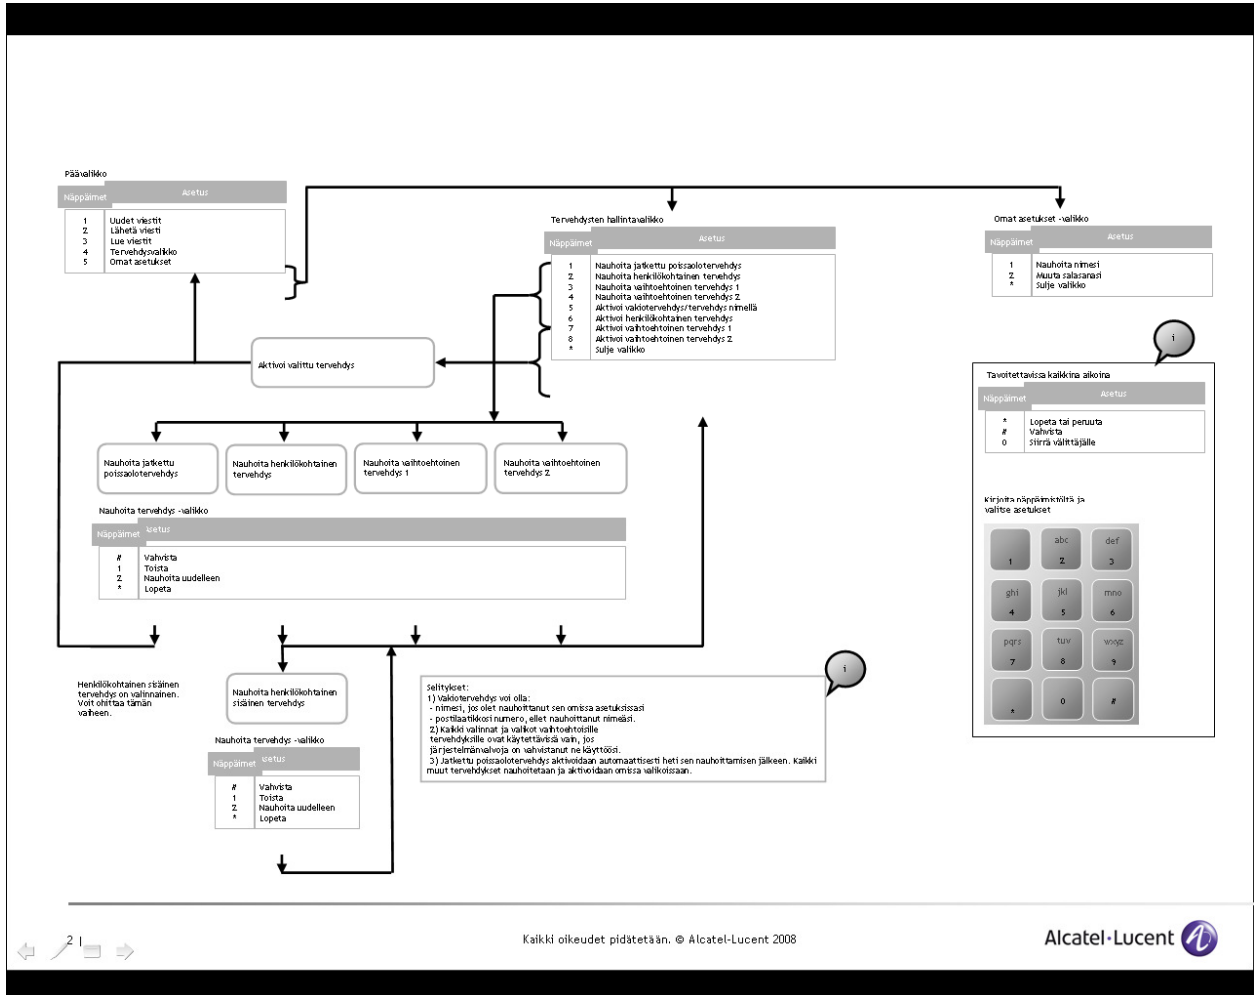 Päävalikko
Näppäimet Asetus
1 Uudet viestit
2 Lähetä viesti
3 Lue viestit
4 Tervehdysvalikko
5 Omat asetukset
Tervehdysten hallintavalikko
Näppäimet Asetus
1 Nauhoita jatkettu poissaolotervehdys
2 Nauhoita henkilökohtainen tervehdys
3 Nauhoita vaihtoehtoinen tervehdys 1
4 Nauhoita vaihtoehtoinen tervehdys 2
5 Aktivoi vakiotervehdys/tervehdys nimellä
6 Aktivoi henkilökohtainen tervehdys
7 Aktivoi vaihtoehtoinen tervehdys 1
8 Aktivoi vaihtoehtoinen tervehdys 2
* Sulje valikko
Omat asetukset -valikko
Näppäimet Asetus
1 Nauhoita nimesi
2 Muuta salasanasi
* Sulje valikko
Aktivoi valittu tervehdys
i
Tavoitettavissa kaikkina aikoina
Näppäimet Asetus
* Lopeta tai peruuta
# Vahvista
0 Siirrä välittäjälle
Kirjoita näppäimistöltä ja
valitse asetukset
1
abc
2
def
3
ghi
4
jkl
5
mno
6
pqrs
7
tuv
8
wxyz
9
*
0
#
Nauhoita jatkettu
poissaolotervehdys
Nauhoita henkilökohtainen
tervehdys
Nauhoita vaihtoehtoinen
tervehdys 1
Nauhoita vaihtoehtoinen
tervehdys 2
Nauhoita tervehdys -valikko
Näppäimet Asetus
# Vahvista
1 Toista
2 Nauhoita uudelleen
* Lopeta
Henkilökohtainen sisäinen
tervehdys on valinnainen.
Voit ohittaa tämän
vaiheen.
Nauhoita henkilökohtainen
sisäinen tervehdys
Nauhoita tervehdys -valikko
Näppäimet Asetus
# Vahvista
1 Toista
2 Nauhoita uudelleen
* Lopeta
i
Selitykset:
1) Vakiotervehdys voi olla:
- nimesi, jos olet nauhoittanut sen omissa asetuksissasi
- postilaatikkosi numero, ellet nauhoittanut nimeäsi.
2) Kaikki valinnat ja valikot vaihtoehtoisille
tervehdyksille ovat käytettävissä vain, jos
järjestelmänvalvoja on vahvistanut ne käyttöösi.
3) Jatkettu poissaolotervehdys aktivoidaan automaattisesti heti sen nauhoittamisen jälkeen. Kaikki
muut tervehdykset nauhoitetaan ja aktivoidaan omissa valikoissaan.
2 |
Kaikki oikeudet pidätetään. © Alcatel-Lucent 2008
Alcatel·Lucent